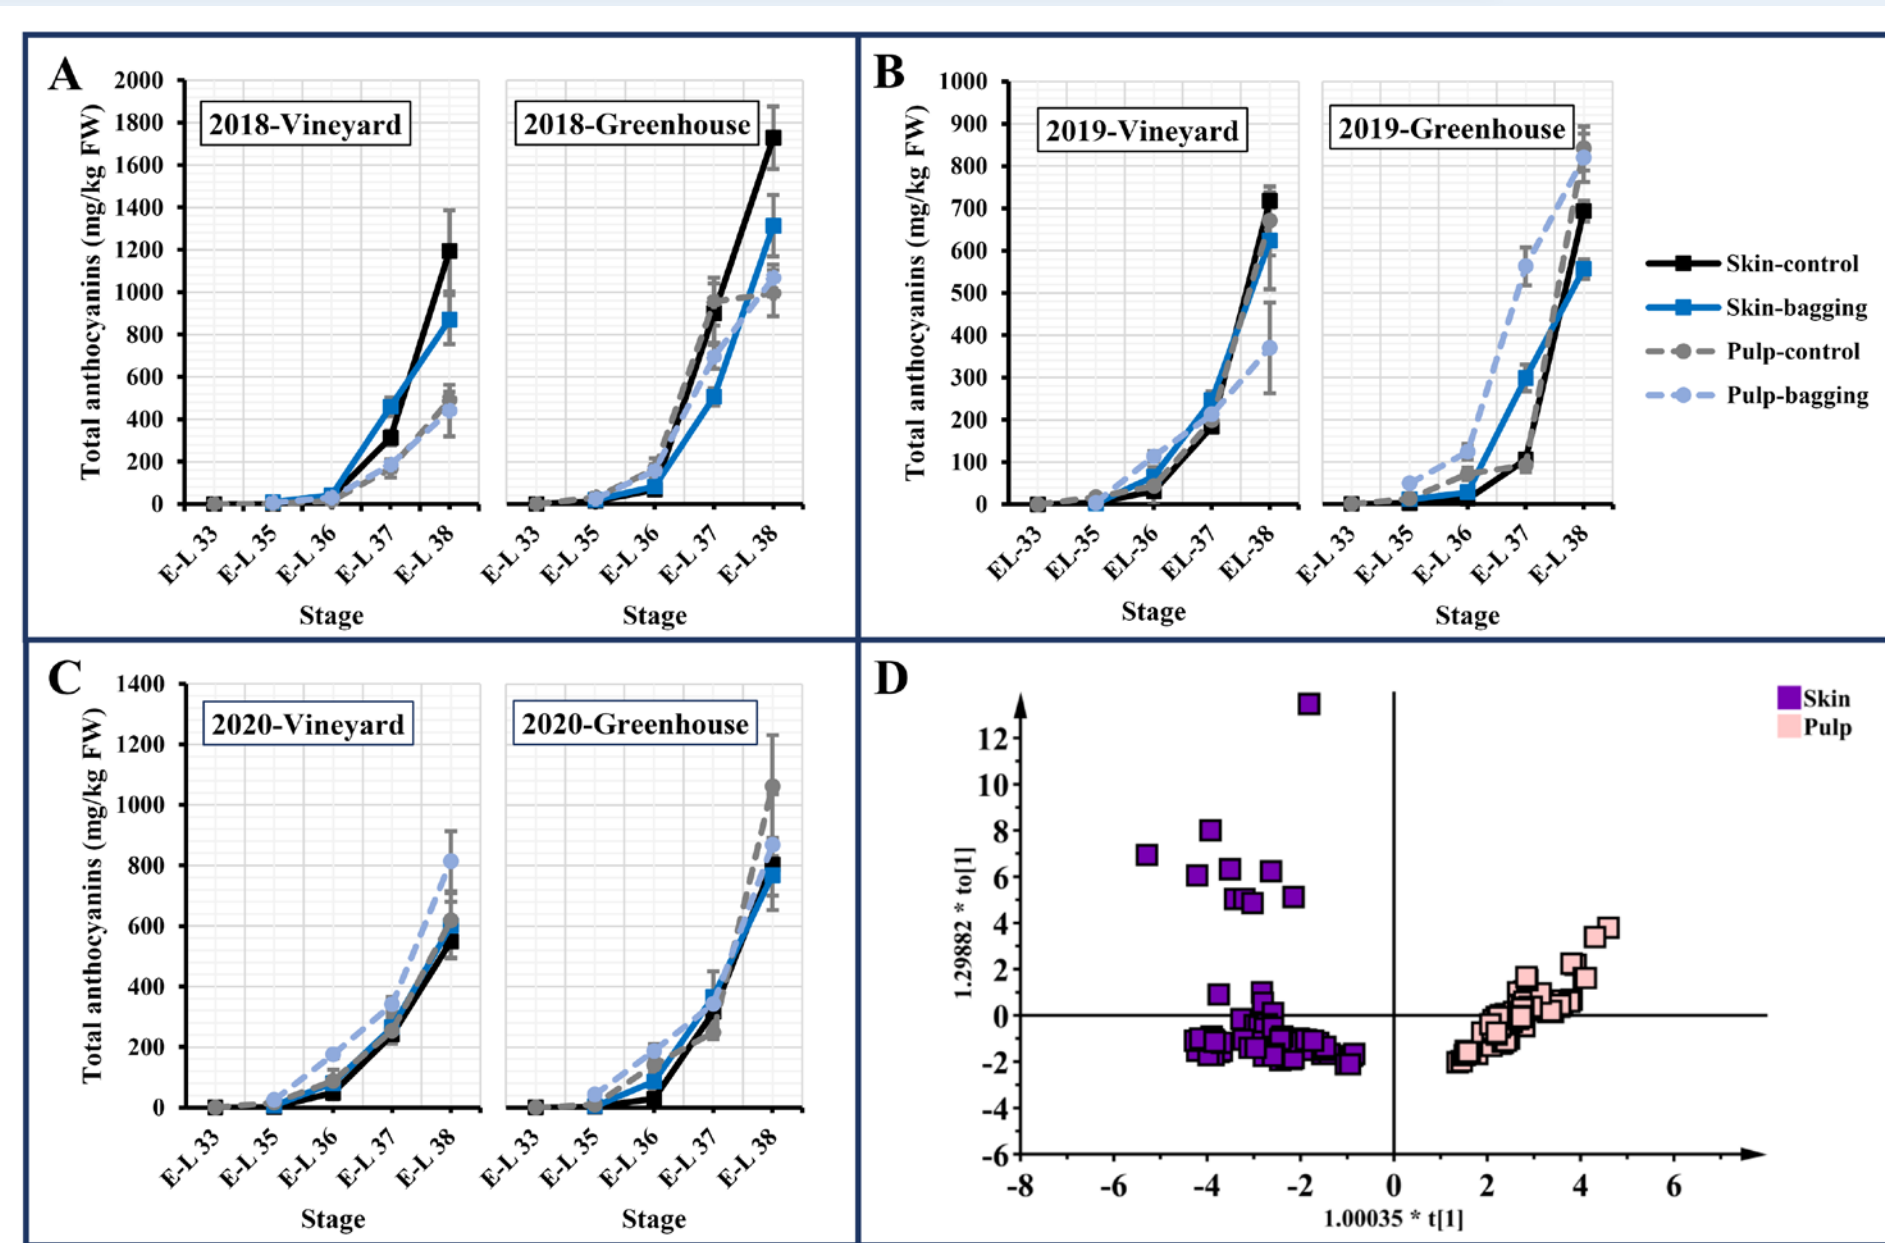 A
Total anthocyanins (mg/kg FW)
2000
1800
1600
1400
1200
1000
800
600
400
200
0
2018-Vineyard
E-L 33
E-L 35
E-L 36
E-L 37
E-L 38
Stage
2018-Greenhouse
E-L 33
E-L 35
E-L 36
E-L 37
E-L 38
Stage
B
Total anthocyanins (mg/kg FW)
1000
900
800
700
600
500
400
300
200
100
0
2019-Vineyard
EL-33
EL-35
EL-36
EL-37
EL-38
Stage
2019-Greenhouse
E-L 33
E-L 35
E-L 36
E-L 37
E-L 38
Stage
Skin-control
Skin-bagging
Pulp-control
Pulp-bagging
C
Total anthocyanins (mg/kg FW)
1400
1200
1000
800
600
400
200
0
2020-Vineyard
E-L 33
E-L 35
E-L 36
E-L 37
E-L 38
Stage
2020-Greenhouse
E-L 33
E-L 35
E-L 36
E-L 37
E-L 38
Stage
D
Skin
Pulp
1.29882 * to[1]
12
10
8
6
4
2
0
-2
-4
-6
-8
-6
-4
-2
0
2
4
6
1.00035 * t[1]